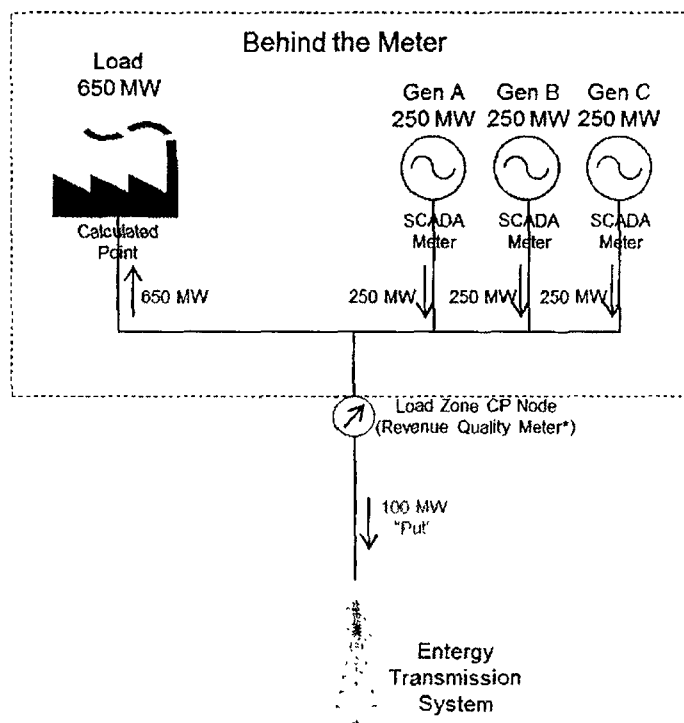 Behind the Meter
Load
650 MW
Gen A
250 MW
Gen B
250 MW
Gen C
250 MW
Calculated
Point
SCADA
Meter
SCADA
Meter
SCADA
Meter
650 MW
250 MW
250 MW
250 MW
Load Zone CP Node
(Revenue Quality Meter*)
100 MW
"Put'
Entergy
Transmission
System